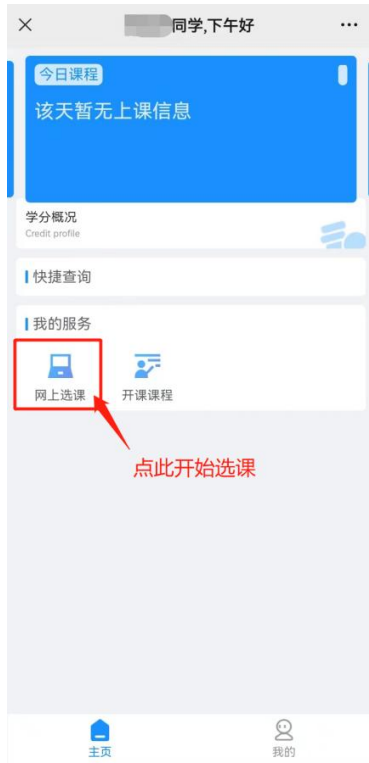 同学,下午好
今日课程
该天暂无上课信息
学分概况
Credit profile
快捷查询
我的服务
网上选课
开课课程
点此开始选课
主页
我的